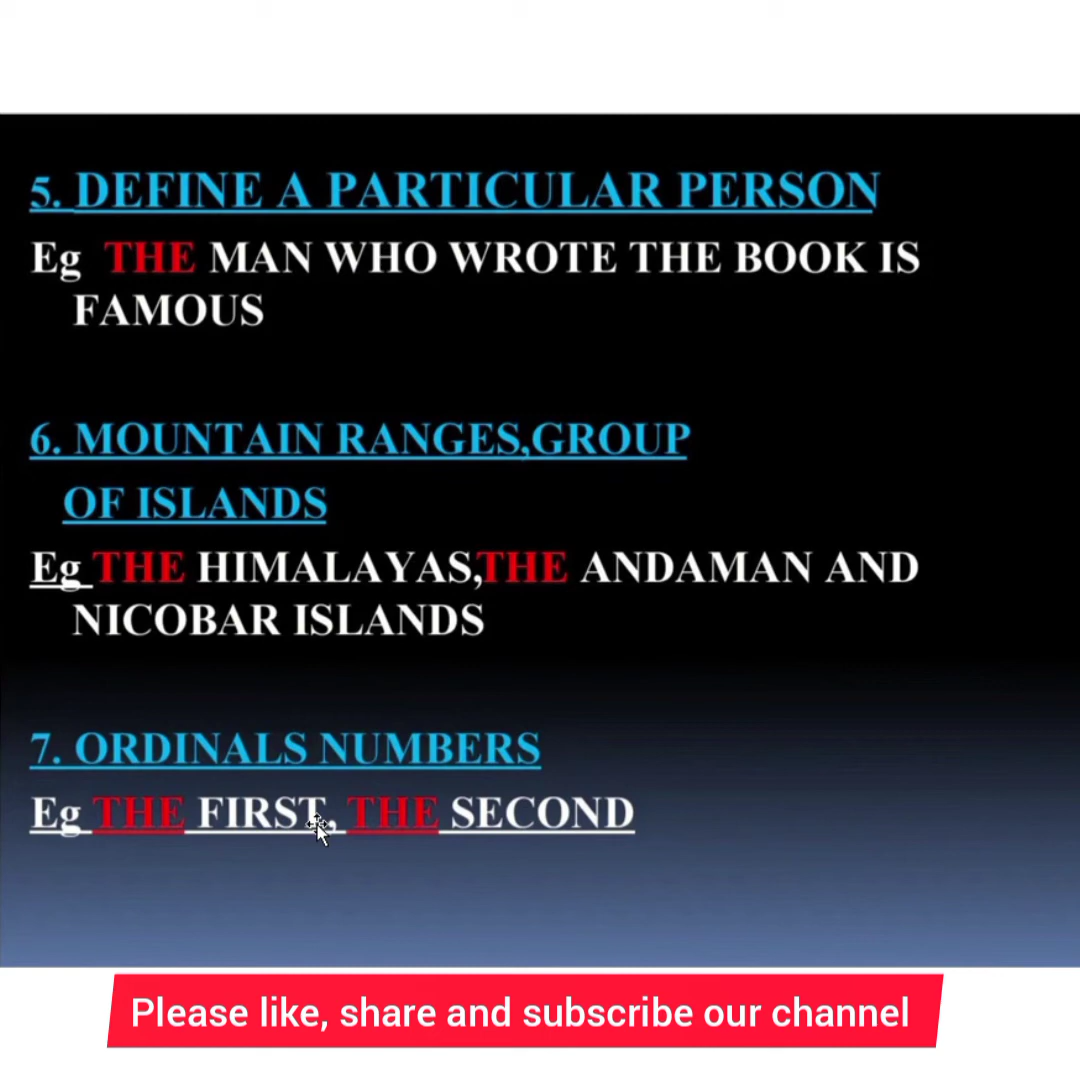 5. DEFINE A PARTICULAR PERSON
Eg THE MAN WHO WROTE THE BOOK IS
FAMOUS
6. MOUNTAIN RANGES,GROUP
OF ISLANDS
Eg THE HIMALAYAS,THE ANDAMAN AND
NICOBAR ISLANDS
7. ORDINALS NUMBERS
Eg THE FIRST, THE SECOND
Please like, share and subscribe our channel